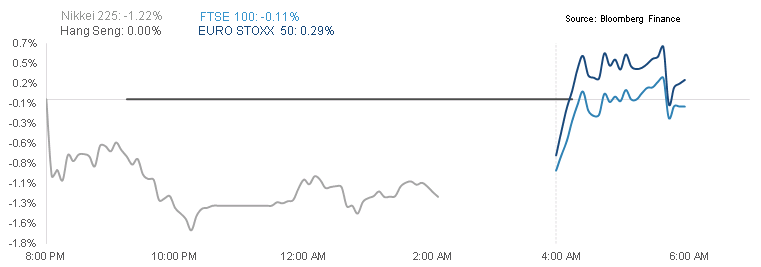 Nikkei 225: -1.22%
FTSE 100: -0.11%
Source: Bloomberg Finance
Hang Seng: 0.00%
EURO STOXX 50: 0.29%
0.7%
0.5%
0.2%
-0.1%
-0.3%
-0.6%
-0.8%
-1.1%
-1.3%
-1.6%
-1.8%
8:00 PM
10:00 PM
12:00 AM
2:00 AM
4:00 AM
6:00 AM